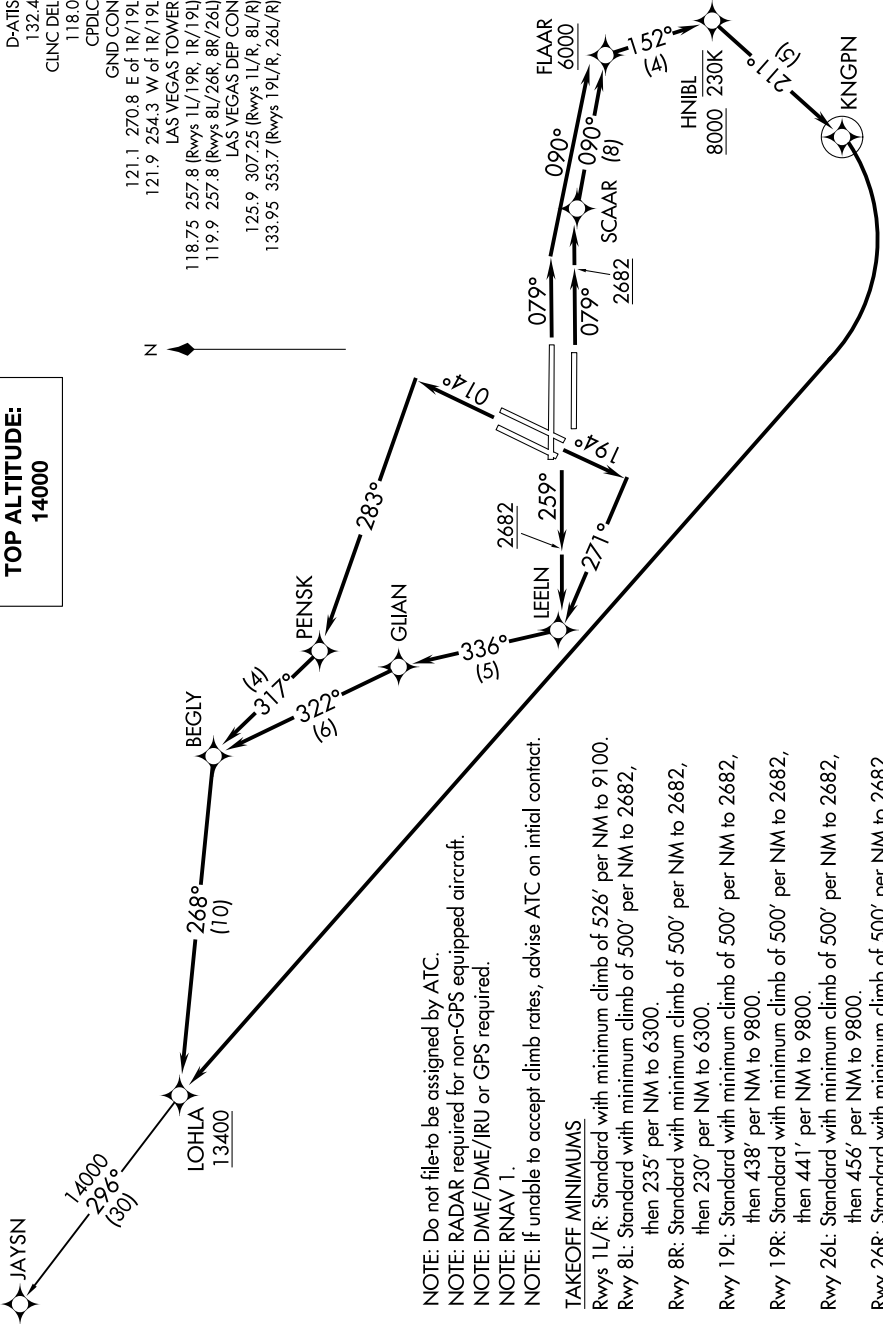 TOP ALTITUDE:
14000
D-ATIS
132.4
CLNC DEL
118.0
CPDLC
GND CON
121.1 270.8 E of 1R/19L
121.9 254.3 W of 1R/19L
LAS VEGAS TOWER
118.75 257.8 (Rwys 1L/19R, 1R/19L)
119.9 257.8 (Rwys 8L/26R, 8R/26L)
LAS VEGAS DEP CON
125.9 307.25 (Rwys 1L/R, 8L/R)
133.95 353.7 (Rwys 19L/R, 26L/R)
N
JAYSN
14000
296°
(30)
LOHLA
13400
268°
(10)
BEGLY
(4)
317°
PENSK
283°
014°
322°
(6)
GLIAN
336°
(5)
LEELN
2682
259°
271°
194°
079°
079°
2682
090°
090°
(8)
SCAAR
FLAAR
6000
152°
(4)
HNIBL
8000 230K
211°
(5)
KNGPN
NOTE: Do not file-to be assigned by ATC.
NOTE: RADAR required for non-GPS equipped aircraft.
NOTE: DME/DME/IRU or GPS required.
NOTE: RNAV 1.
NOTE: If unable to accept climb rates, advise ATC on intial contact.
TAKEOFF MINIMUMS
Rwys 1L/R: Standard with minimum climb of 526' per NM to 9100.
Rwy 8L: Standard with minimum climb of 500' per NM to 2682,
then 235' per NM to 6300.
Rwy 8R: Standard with minimum climb of 500' per NM to 2682,
then 230' per NM to 6300.
Rwy 19L: Standard with minimum climb of 500' per NM to 2682,
then 438' per NM to 9800.
Rwy 19R: Standard with minimum climb of 500' per NM to 2682,
then 441' per NM to 9800.
Rwy 26L: Standard with minimum climb of 500' per NM to 2682,
then 456' per NM to 9800.
Rwy 26R: Standard with minimum climb of 500' per NM to 2682